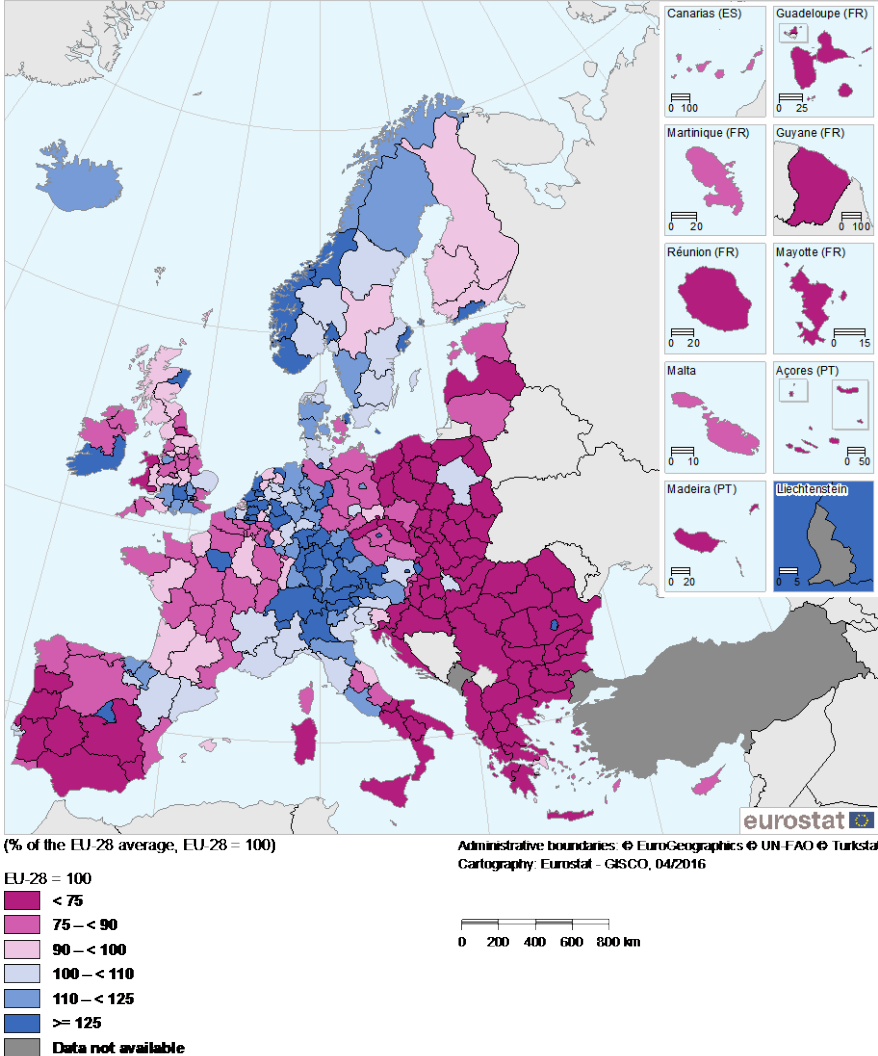 Canarias (ES)
0 100
Guadeloupe (FR)
0 25
Martinique (FR)
0 20
Guyane (FR)
0 100
Réunion (FR)
0 20
Mayotte (FR)
0 15
Malta
0 10
Açores (PT)
0 50
Madeira (PT)
0 20
Liechtenstein
0 5
eurostat
(% of the EU-28 average, EU-28 = 100)
Administrative boundaries: © EuroGeographics © UN-FAO © Turkstat
Cartography: Eurostat - GISCO, 04/2016
EU-28 = 100
< 75
75 – < 90
90 – < 100
100 – < 110
110 – < 125
>= 125
Data not available
0 200 400 600 800 km